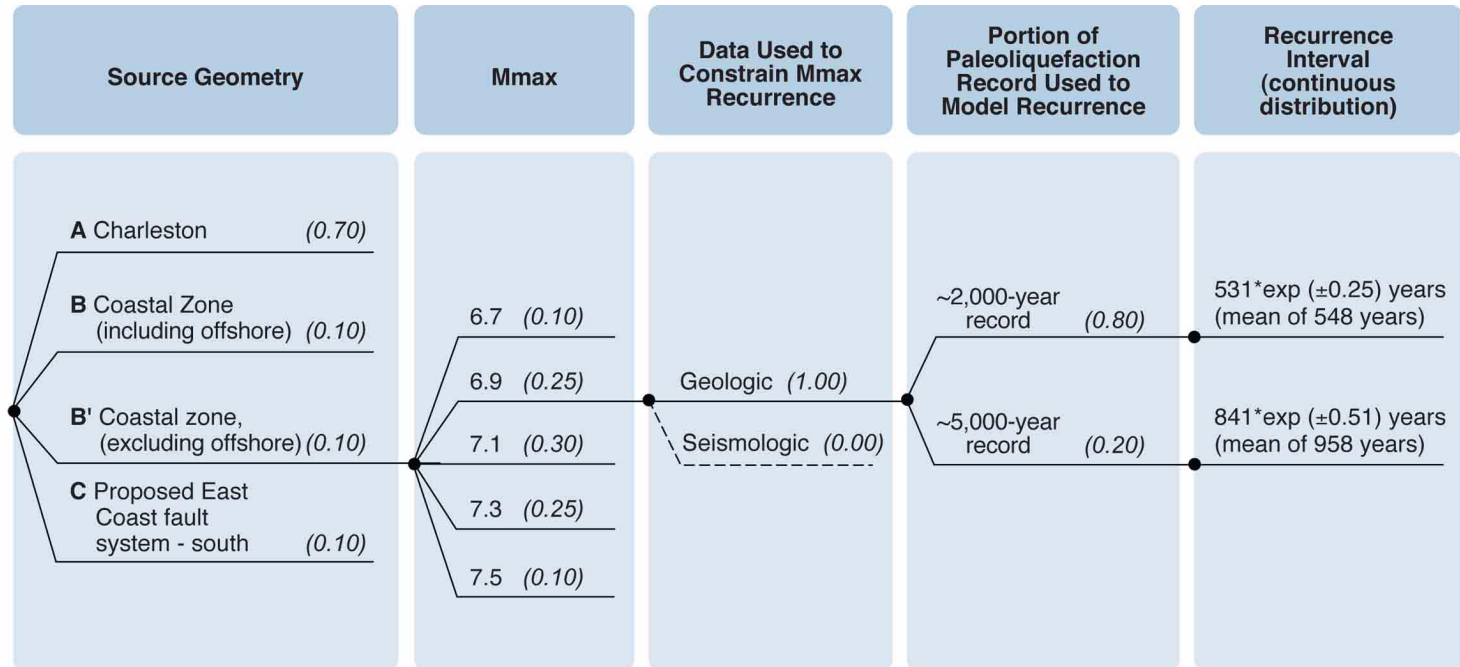 Source Geometry
Mmax
Data Used to
Constrain Mmax
Recurrence
Portion of
Paleoliquefaction
Record Used to
Model Recurrence
Recurrence
Interval
(continuous
distribution)
A Charleston (0.70)
B Coastal Zone
(including offshore) (0.10)
B' Coastal zone,
(excluding offshore) (0.10)
C Proposed East
Coast fault
system - south (0.10)
6.7 (0.10)
6.9 (0.25)
7.1 (0.30)
7.3 (0.25)
7.5 (0.10)
Geologic (1.00)
Seismologic (0.00)
~2,000-year
record (0.80)
~5,000-year
record (0.20)
531*exp (±0.25) years
(mean of 548 years)
841*exp (±0.51) years
(mean of 958 years)